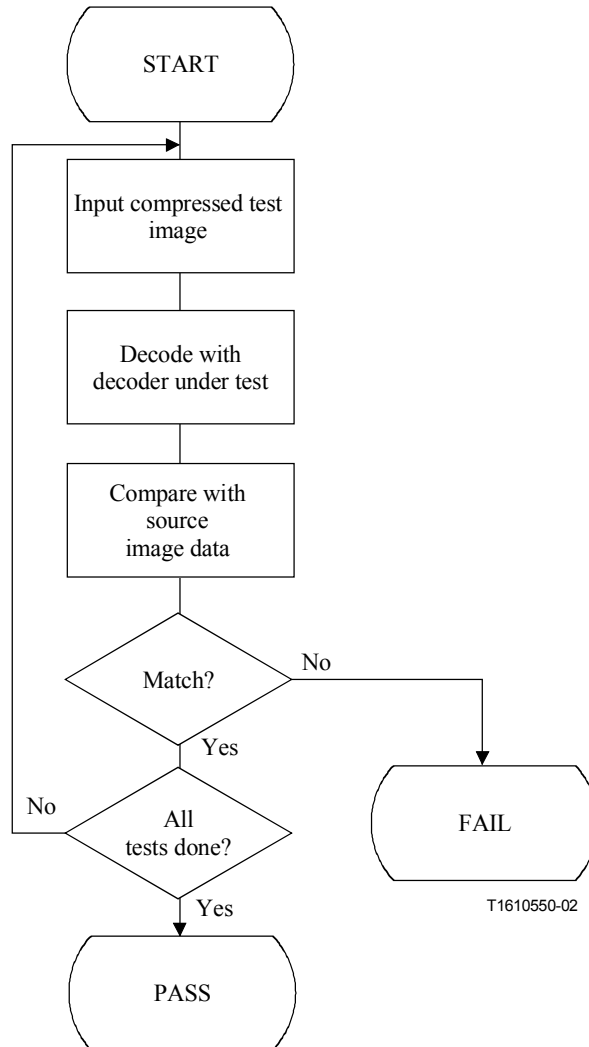 START
Input compressed test
image
Decode with
decoder under test
Compare with
source
image data
Match?
No
Yes
No
All
tests done?
FAIL
T1610550-02
Yes
PASS